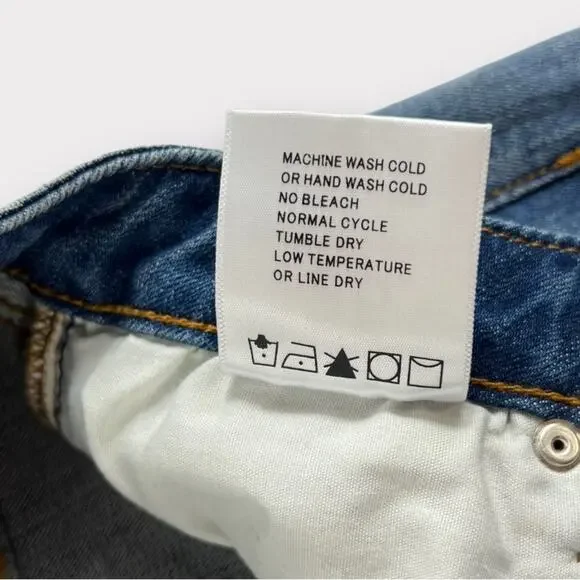 MACHINE WASH COLD
OR HAND WASH COLD
NO BLEACH
NORMAL CYCLE
TUMBLE DRY
LOW TEMPERATURE
OR LINE DRY